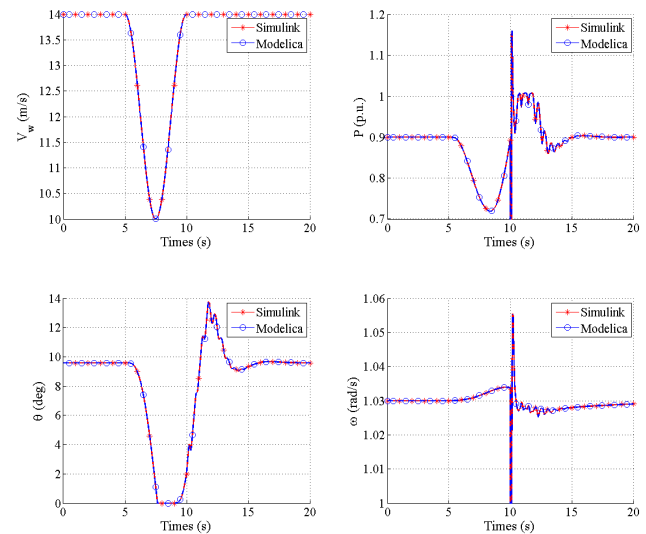 14
13.5
13
12.5
12
11.5
11
10.5
10
V_w (m/s)
Simulink
Modelica
0 5 10 15 20
Times (s)
1.2
1.1
1
0.9
0.8
0.7
P (p.u.)
Simulink
Modelica
0 5 10 15 20
Times (s)
14
12
10
8
6
4
2
0
θ (deg)
Simulink
Modelica
0 5 10 15 20
Times (s)
1.06
1.05
1.04
1.03
1.02
1.01
1
ω (rad/s)
Simulink
Modelica
0 5 10 15 20
Times (s)